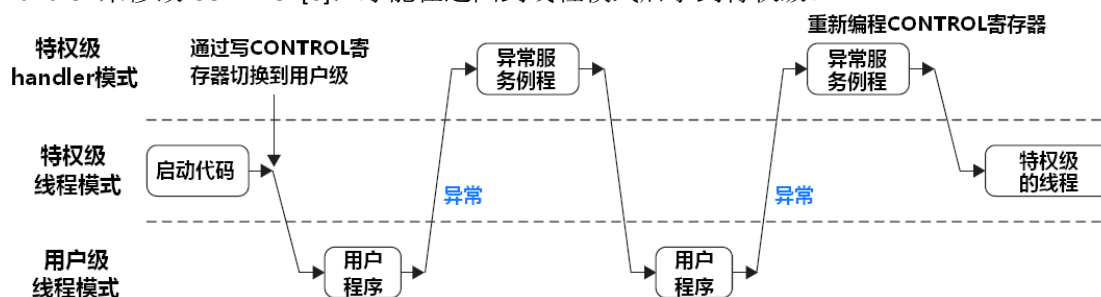 重新编程CONTROL寄存器
特权级
handler模式
通过写CONTROL寄
存器切换到用户级
异常服
务例程
异常服
务例程
特权级
线程模式
启动代码
异常
异常
特权级
的线程
用户级
线程模式
用户
程序
用户
程序